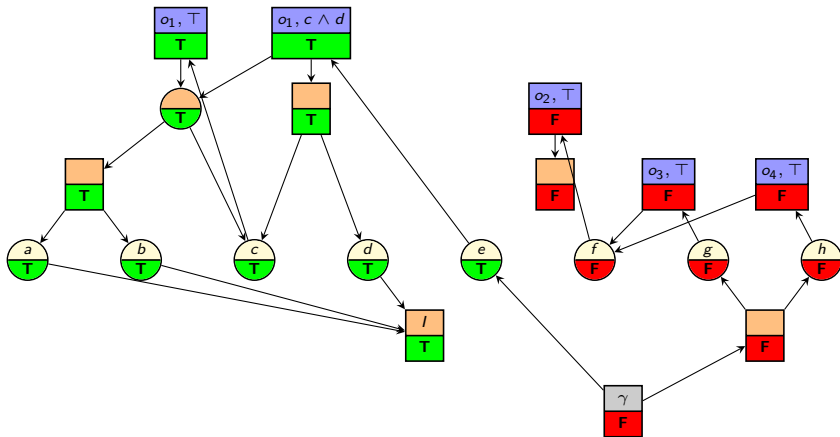 o₁, ⊤
T
o₁, c ∧ d
T
T
T
o₂, ⊤
F
T
F
o₃, ⊤
F
o₄, ⊤
F
a
T
b
T
c
T
d
T
e
T
f
F
g
F
h
F
I
T
F
γ
F